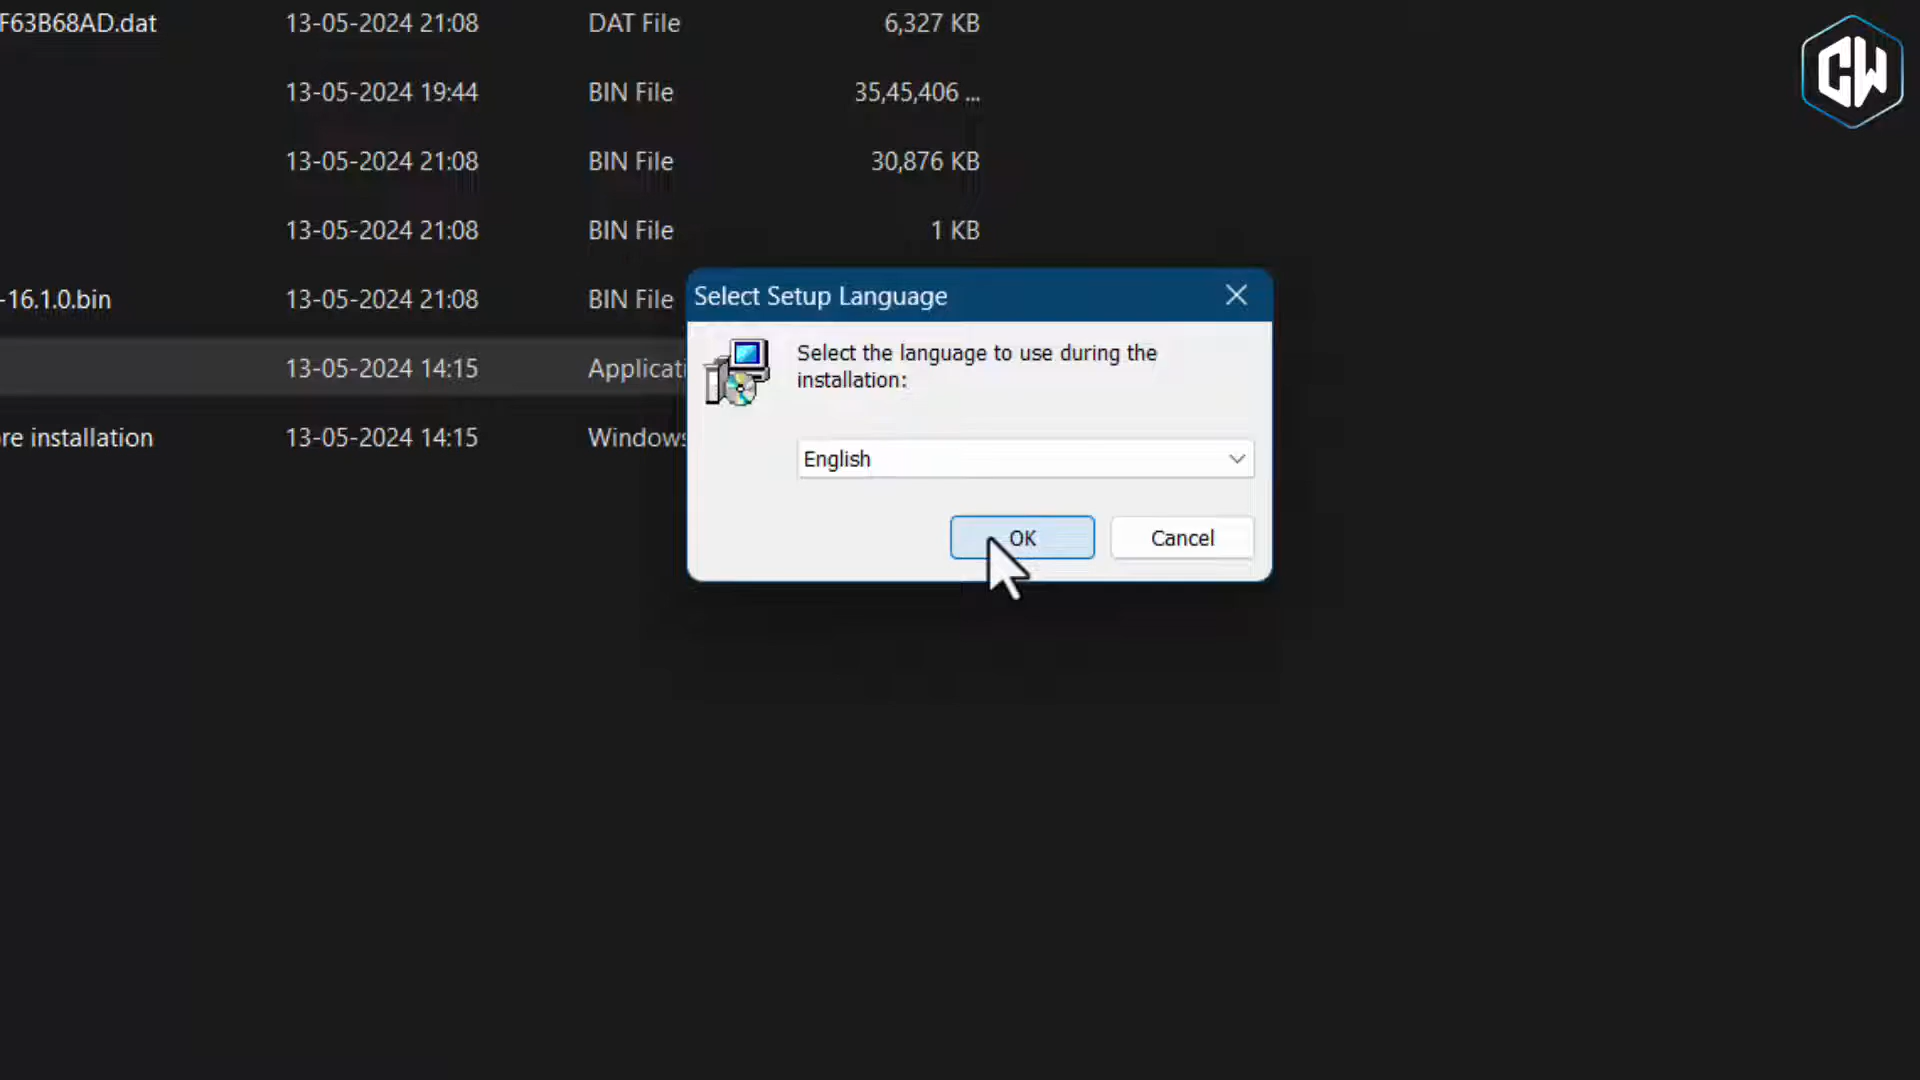 F63B68AD.dat 13-05-2024 21:08 DAT File 6,327 KB
13-05-2024 19:44 BIN File 35,45,406 ...
13-05-2024 21:08 BIN File 30,876 KB
13-05-2024 21:08 BIN File 1 KB
-16.1.0.bin 13-05-2024 21:08 BIN File
13-05-2024 14:15 Applicati
re installation 13-05-2024 14:15 Windows
Select Setup Language
Select the language to use during the
installation:
English
OK Cancel
CW